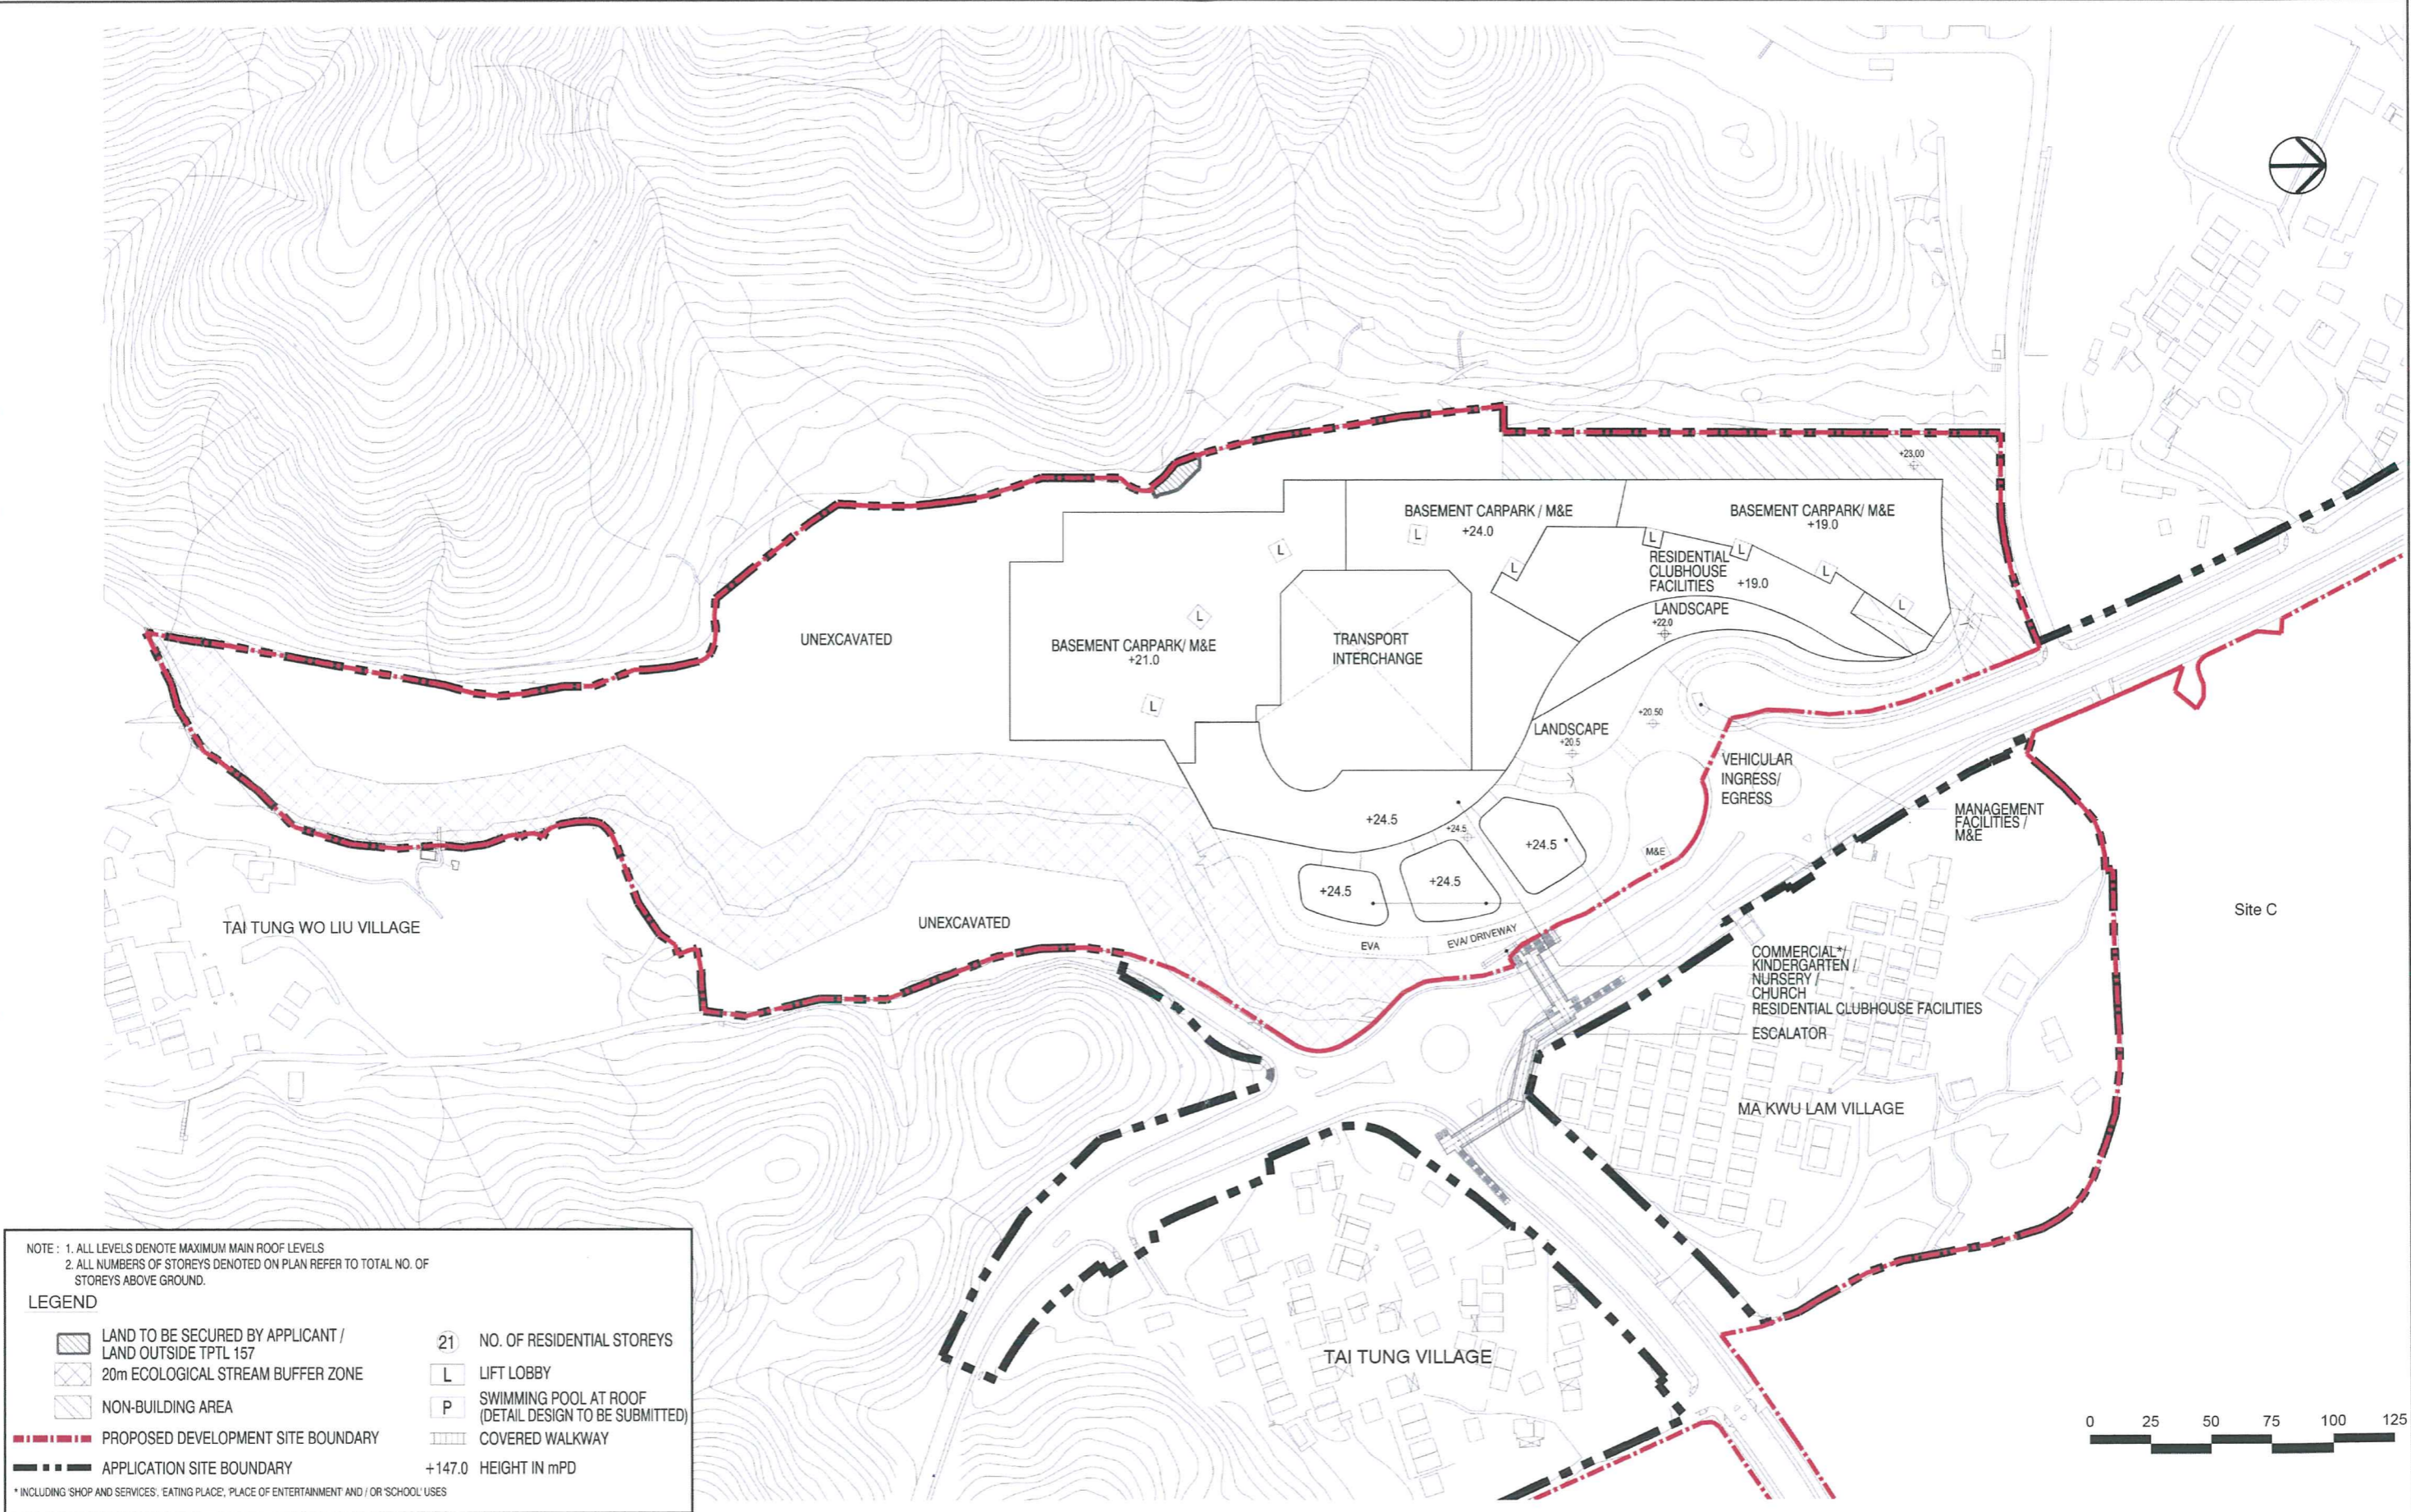 +23.00
BASEMENT CARPARK / M&E
+24.0
BASEMENT CARPARK/ M&E
+19.0
L
L
L
L
L
L
L
RESIDENTIAL
CLUBHOUSE
FACILITIES
+19.0
LANDSCAPE
+22.0
L
L
UNEXCAVATED
BASEMENT CARPARK/ M&E
+21.0
TRANSPORT
INTERCHANGE
L
LANDSCAPE
+20.5
+20.50
VEHICULAR
INGRESS/
EGRESS
MANAGEMENT
FACILITIES /
M&E
+24.5
+24.5
+24.5
M&E
+24.5
+24.5
Site C
TAI TUNG WO LIU VILLAGE
UNEXCAVATED
EVA
EVA/ DRIVEWAY
COMMERCIAL*/
KINDERGARTEN /
NURSERY /
CHURCH
RESIDENTIAL CLUBHOUSE FACILITIES
ESCALATOR
MA KWU LAM VILLAGE
TAI TUNG VILLAGE
NOTE : 1. ALL LEVELS DENOTE MAXIMUM MAIN ROOF LEVELS
2. ALL NUMBERS OF STOREYS DENOTED ON PLAN REFER TO TOTAL NO. OF
STOREYS ABOVE GROUND.
LEGEND
LAND TO BE SECURED BY APPLICANT /
LAND OUTSIDE TPTL 157
20m ECOLOGICAL STREAM BUFFER ZONE
NON-BUILDING AREA
PROPOSED DEVELOPMENT SITE BOUNDARY
APPLICATION SITE BOUNDARY
21 NO. OF RESIDENTIAL STOREYS
L LIFT LOBBY
P SWIMMING POOL AT ROOF
(DETAIL DESIGN TO BE SUBMITTED)
COVERED WALKWAY
+147.0 HEIGHT IN mPD
* INCLUDING 'SHOP AND SERVICES', 'EATING PLACE', 'PLACE OF ENTERTAINMENT' AND / OR 'SCHOOL' USES
0 25 50 75 100 125